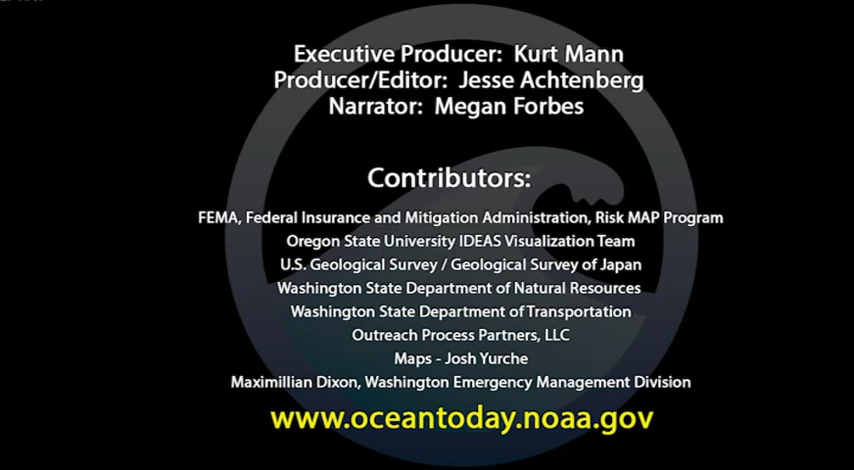 Executive Producer: Kurt Mann
Producer/Editor: Jesse Achtenberg
Narrator: Megan Forbes
Contributors:
FEMA, Federal Insurance and Mitigation Administration, Risk MAP Program
Oregon State University IDEAS Visualization Team
U.S. Geological Survey / Geological Survey of Japan
Washington State Department of Natural Resources
Washington State Department of Transportation
Outreach Process Partners, LLC
Maps - Josh Yurche
Maximillian Dixon, Washington Emergency Management Division
www.oceantoday.noaa.gov